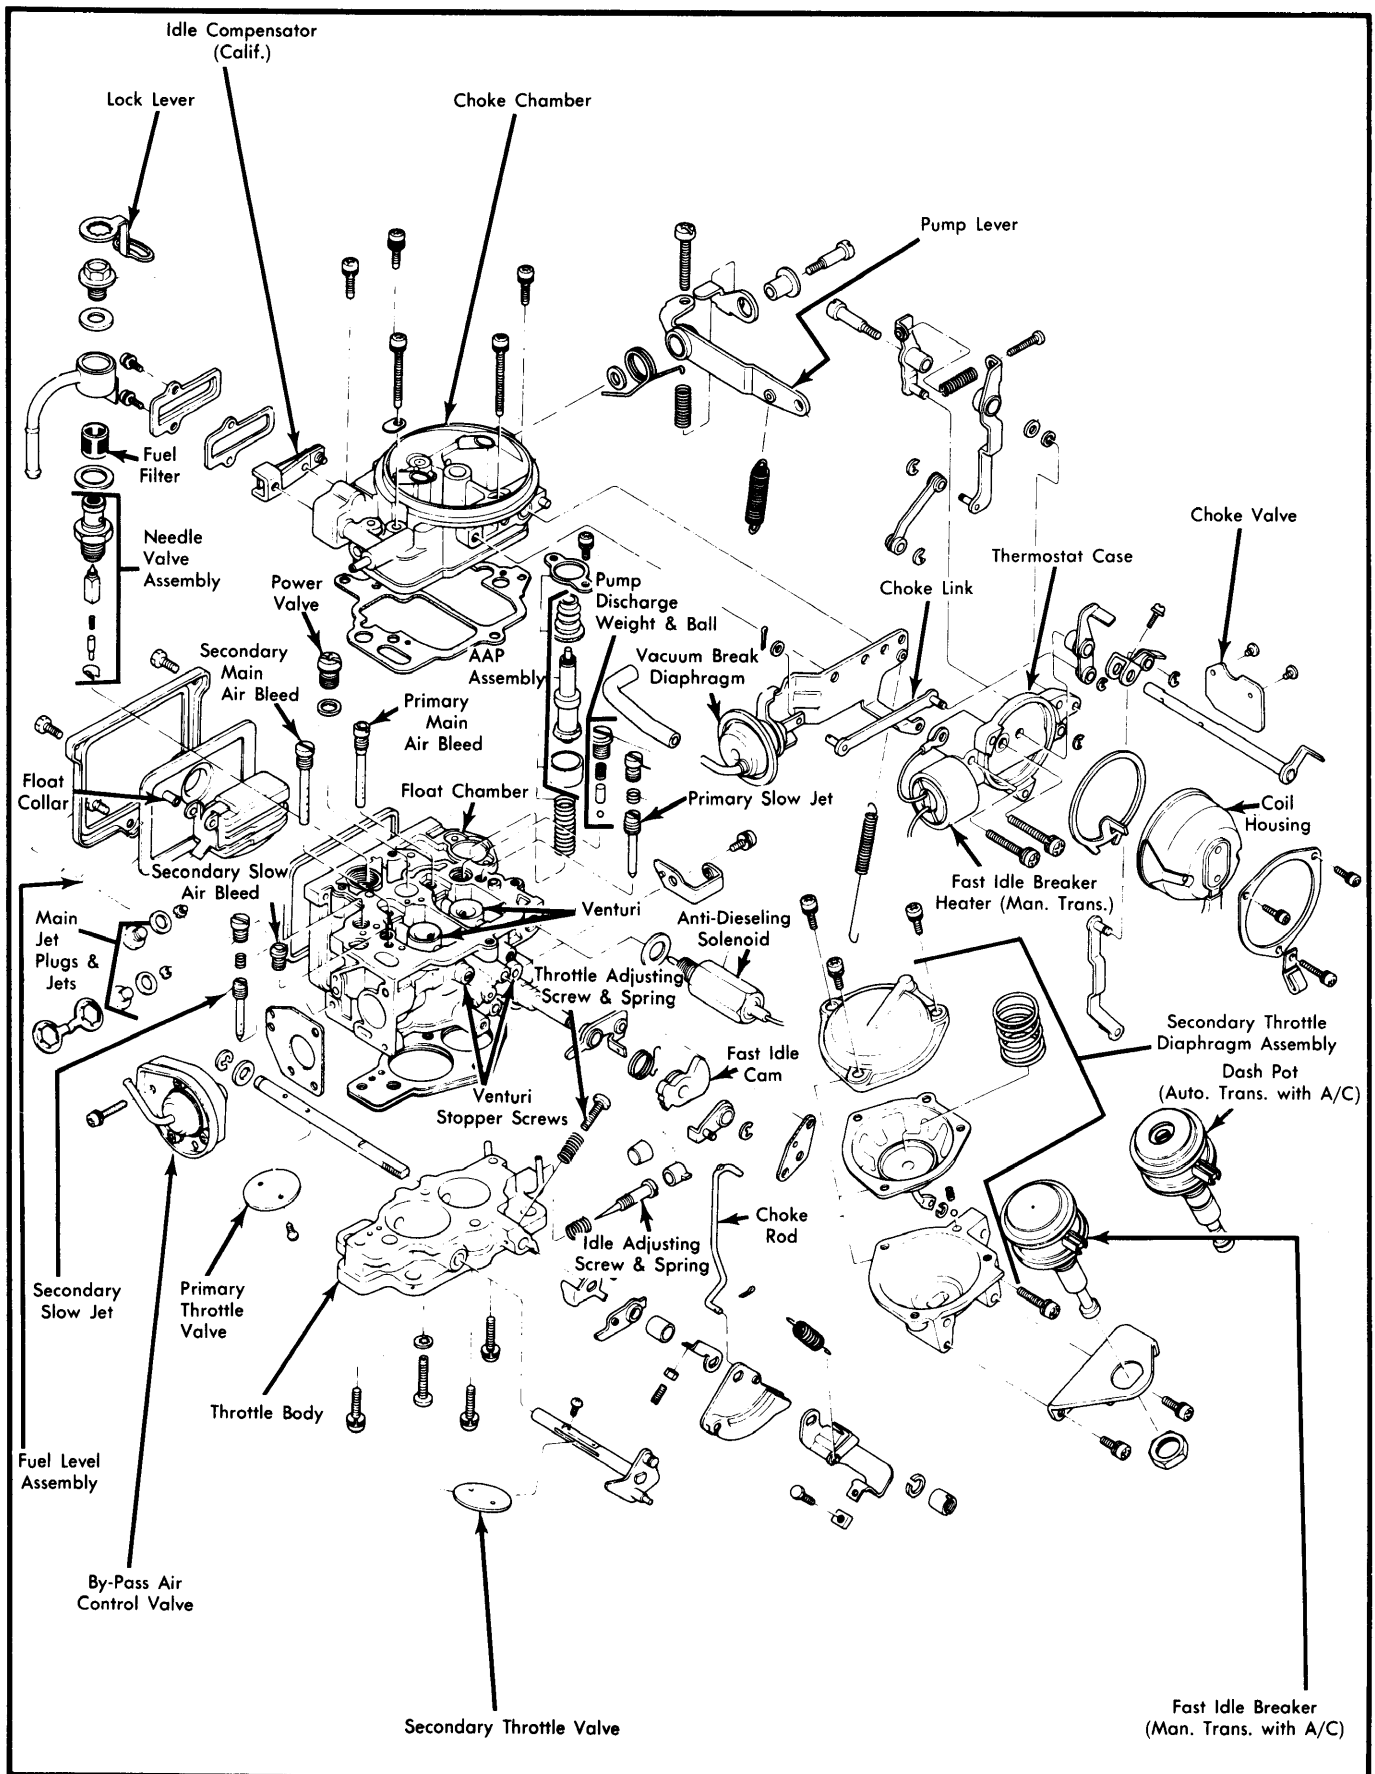 Idle Compensator
(Calif.)
Lock Lever
Choke Chamber
Pump Lever
Fuel
Filter
Needle
Valve
Assembly
Power
Valve
Pump
Discharge
Weight & Ball
Choke Valve
Thermostat Case
Choke Link
Secondary
Main
Air Bleed
AAP
Assembly
Vacuum Break
Diaphragm
Primary
Main
Air Bleed
Float
Collar
Float Chamber
Primary Slow Jet
Coil
Housing
Secondary Slow
Air Bleed
Fast Idle Breaker
Heater (Man. Trans.)
Main
Jet
Plugs &
Jets
Venturi
Anti-Dieseling
Solenoid
Throttle Adjusting
Screw & Spring
Secondary Throttle
Diaphragm Assembly
Fast Idle
Cam
Dash Pot
(Auto. Trans. with A/C)
Venturi
Stopper Screws
Choke
Rod
Idle Adjusting
Screw & Spring
Secondary
Slow Jet
Primary
Throttle
Valve
Throttle Body
Fuel Level
Assembly
By-Pass Air
Control Valve
Secondary Throttle Valve
Fast Idle Breaker
(Man. Trans. with A/C)